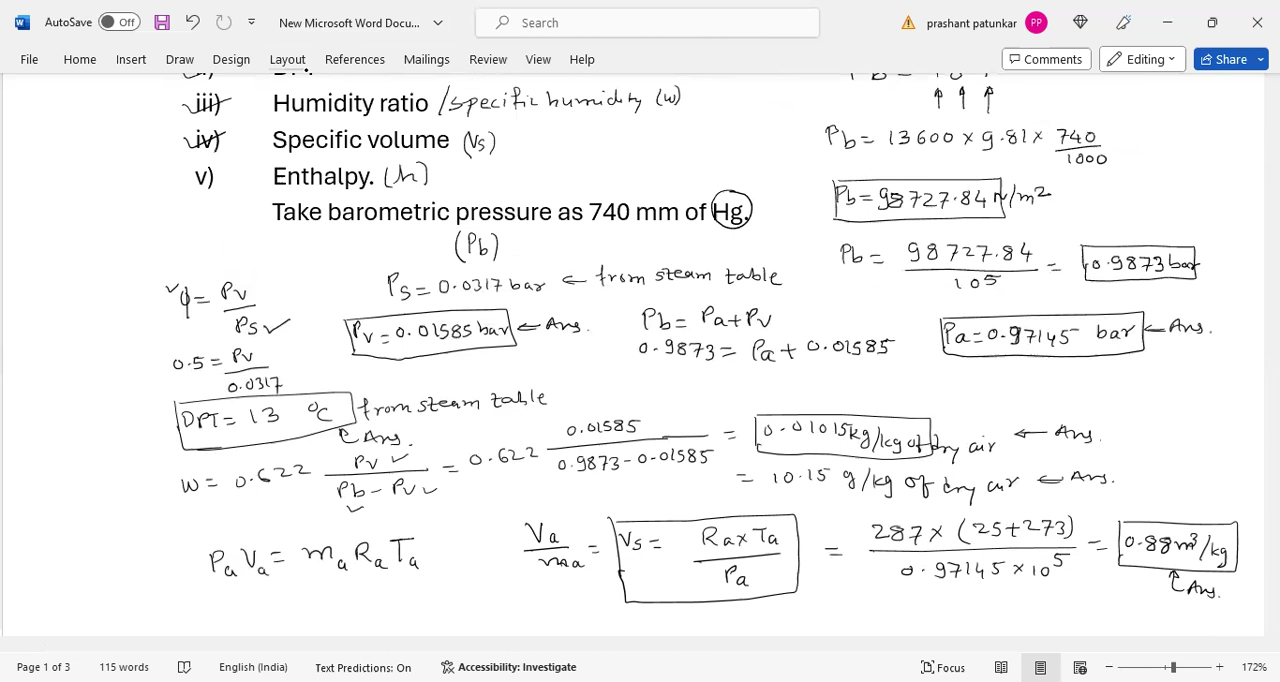 AutoSave Off New Microsoft Word Docu... Search prashant patunkar PP
File Home Insert Draw Design Layout References Mailings Review View Help Comments Editing Share
iii) Humidity ratio /specific humidity (w)
iv) Specific volume (Vs)
v) Enthalpy. (h)
Take barometric pressure as 740 mm of Hg.
(Pb)
Pb = 13600 × 9.81 × 740/1000
Pb = 98727.84 N/m²
Pb = 98727.84/10⁵ = 0.9873 bar
ϕ = Pv/Ps
Ps = 0.0317 bar ← from steam table
0.5 = Pv/0.0317
Pv = 0.01585 bar ← Ans.
Pb = Pa + Pv
0.9873 = Pa + 0.01585
Pa = 0.97145 bar ← Ans.
DPT = 13 °C from steam table
↑ Ans.
w = 0.622 Pv/(Pb − Pv) = 0.622 0.01585/(0.9873 − 0.01585) = 0.01015 kg/kg of dry air ← Ans.
= 10.15 g/kg of dry air ← Ans.
Pa Va = ma Ra Ta
Va/ma = Vs = Ra × Ta/Pa = 287 × (25+273)/(0.97145 × 10⁵) = 0.88 m³/kg
↑ Ans.
Page 1 of 3 115 words English (India) Text Predictions: On Accessibility: Investigate Focus 172%